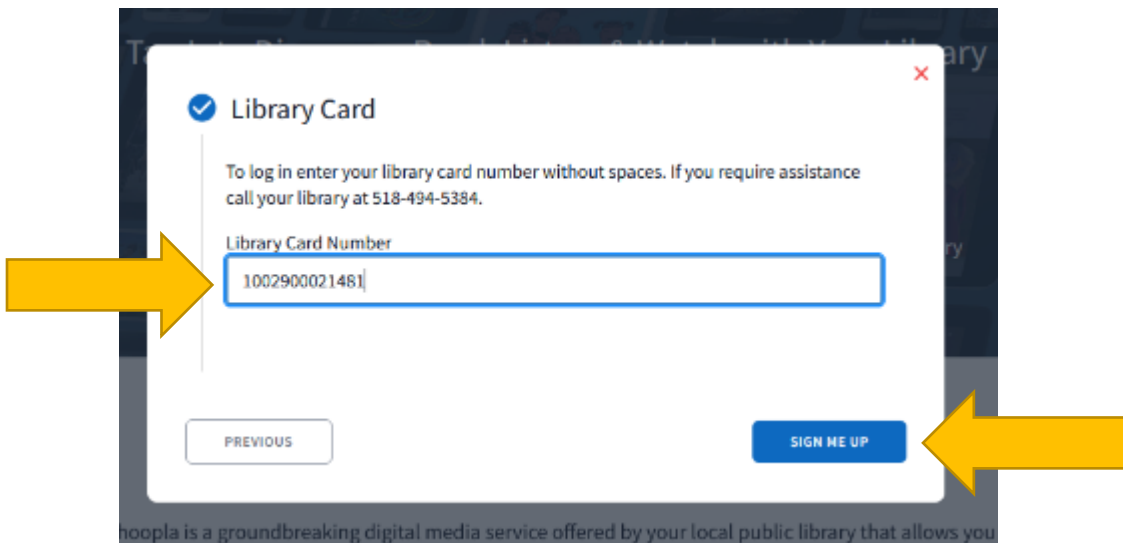 Library Card
To log in enter your library card number without spaces. If you require assistance
call your library at 518-494-5384.
Library Card Number
1002900021481
PREVIOUS
SIGN ME UP
hoopla is a groundbreaking digital media service offered by your local public library that allows you